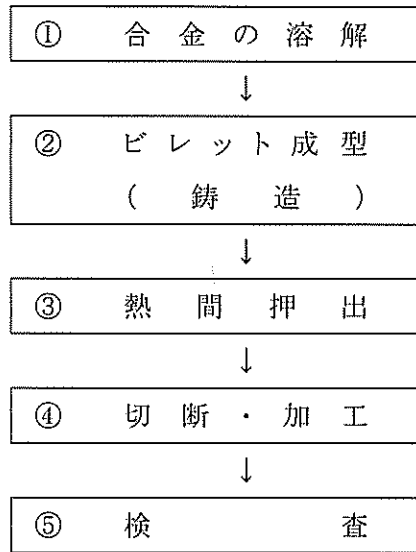 ① 合金の溶解
↓
② ビレット成型
(鋳造)
↓
③ 熱間押出
↓
④ 切断・加工
↓
⑤ 検査